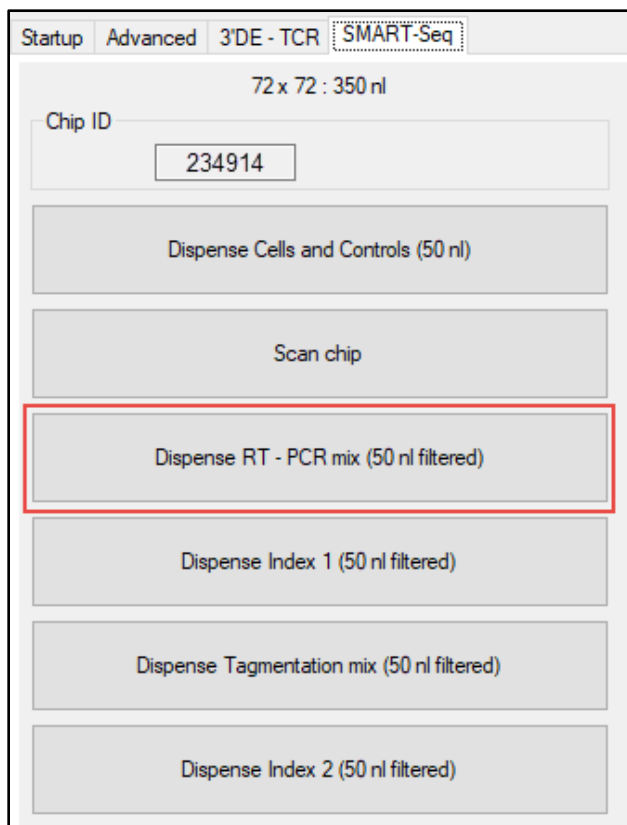 Startup Advanced 3'DE - TCR SMART-Seq
72 x 72 : 350 nl
Chip ID
234914
Dispense Cells and Controls (50 nl)
Scan chip
Dispense RT - PCR mix (50 nl filtered)
Dispense Index 1 (50 nl filtered)
Dispense Tagmentation mix (50 nl filtered)
Dispense Index 2 (50 nl filtered)